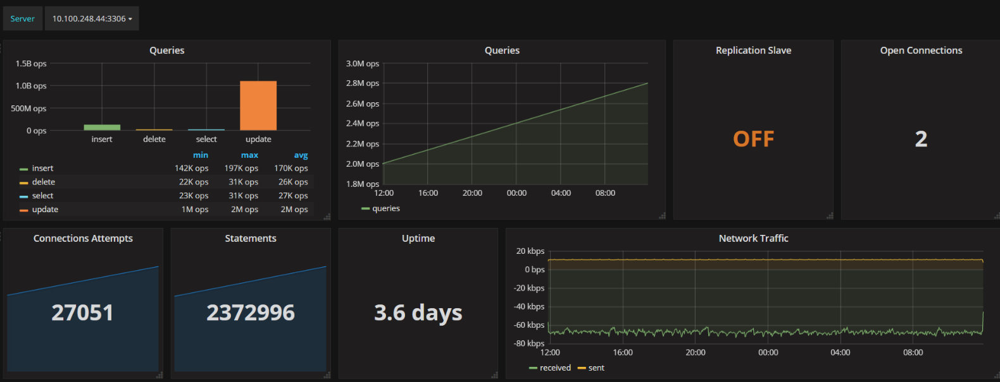 Server 10.100.248.44:3306
Queries
1.5B ops
1.0B ops
500M ops
0 ops
insert delete select update
min max avg
insert 142K ops 197K ops 170K ops
delete 22K ops 31K ops 26K ops
select 23K ops 31K ops 27K ops
update 1M ops 2M ops 2M ops
Queries
3.0M ops
2.8M ops
2.6M ops
2.4M ops
2.2M ops
2.0M ops
1.8M ops
12:00 16:00 20:00 00:00 04:00 08:00
queries
Replication Slave
OFF
Open Connections
2
Connections Attempts
27051
Statements
2372996
Uptime
3.6 days
Network Traffic
20 kbps
0 bps
-20 kbps
-40 kbps
-60 kbps
-80 kbps
12:00 16:00 20:00 00:00 04:00 08:00
received sent